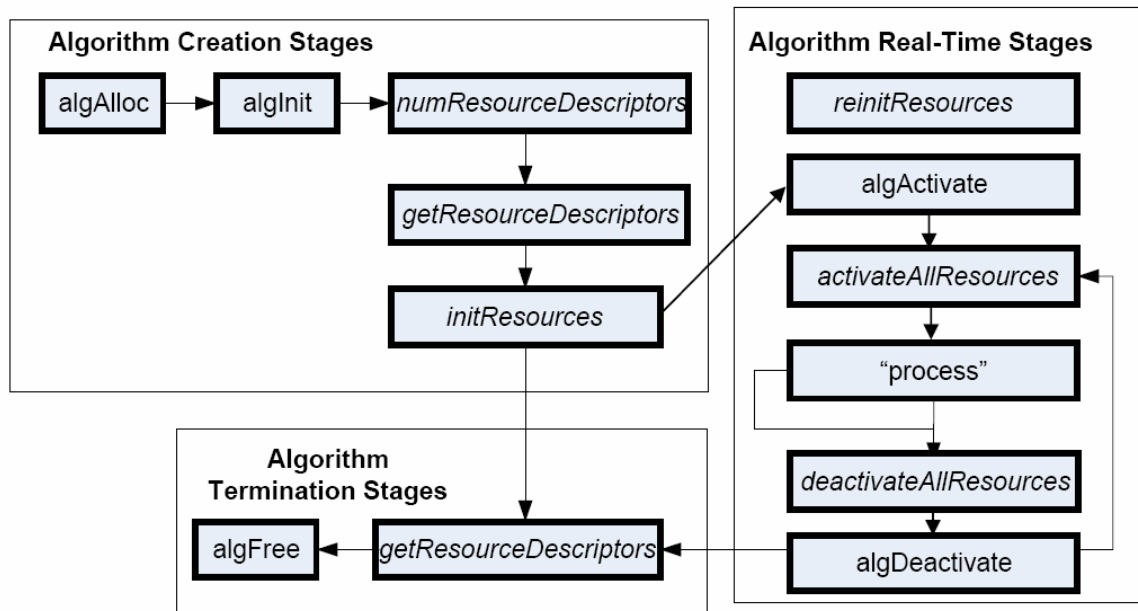 Algorithm Creation Stages
algAlloc
algInit
numResourceDescriptors
getResourceDescriptors
initResources
Algorithm Real-Time Stages
reinitResources
algActivate
activateAllResources
“process”
deactivateAllResources
algDeactivate
Algorithm
Termination Stages
algFree
getResourceDescriptors